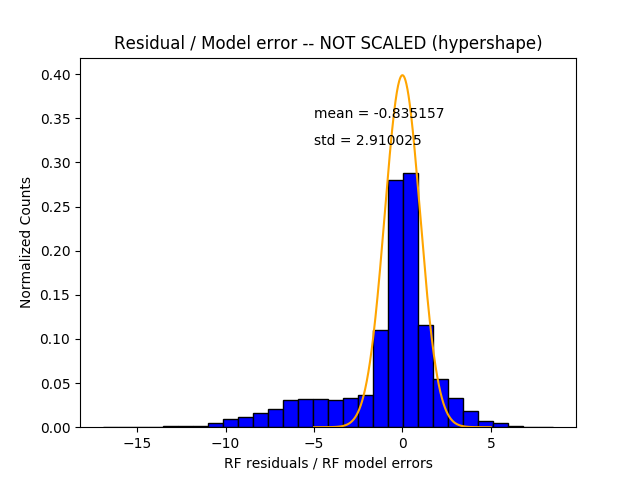 Residual / Model error -- NOT SCALED (hypershape)
0.40
mean = -0.835157
0.35
std = 2.910025
0.30
0.25
0.20
0.15
0.10
0.05
0.00
Normalized Counts
−15 −10 −5 0 5
RF residuals / RF model errors